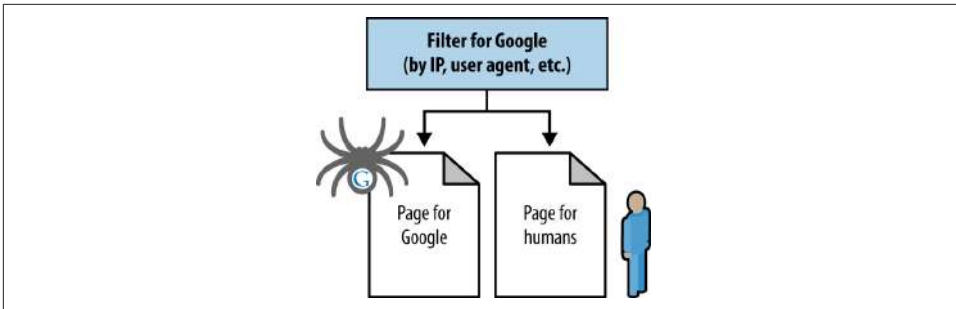 Filter for Google
(by IP, user agent, etc.)
G
Page for
Google
Page for
humans